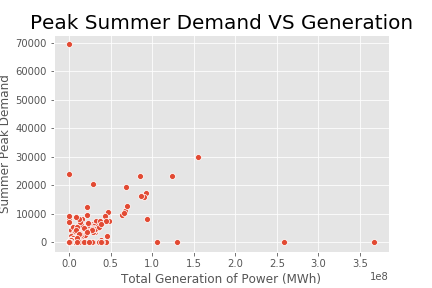 Peak Summer Demand VS Generation
70000
60000
50000
40000
30000
20000
10000
0
Summer Peak Demand
0.0 0.5 1.0 1.5 2.0 2.5 3.0 3.5
1e8
Total Generation of Power (MWh)